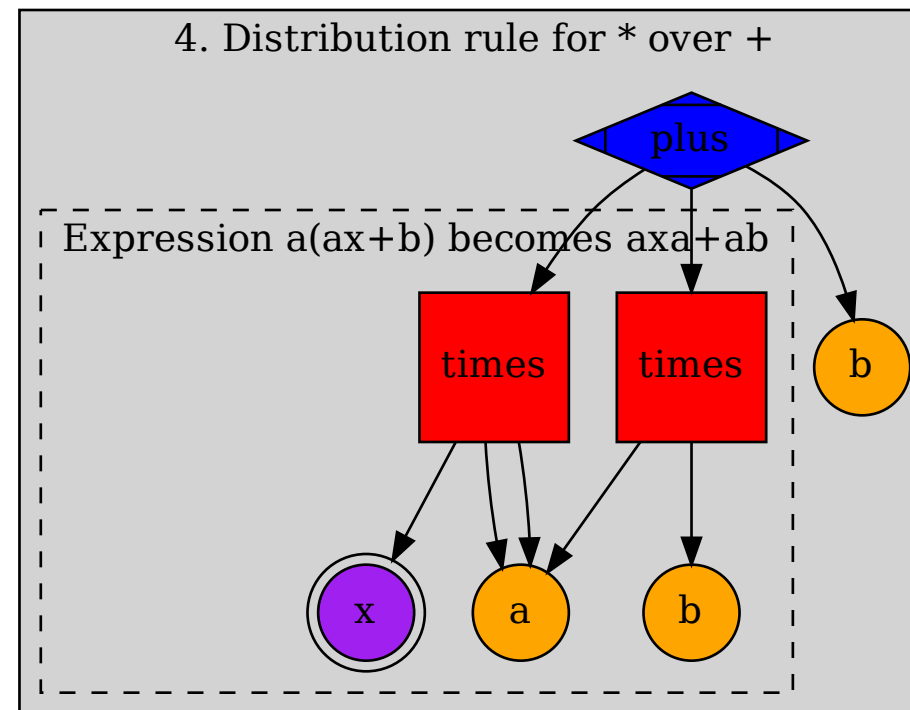 4. Distribution rule for * over +
plus
Expression a(ax+b) becomes axa+ab
times
times
b
x
a
b